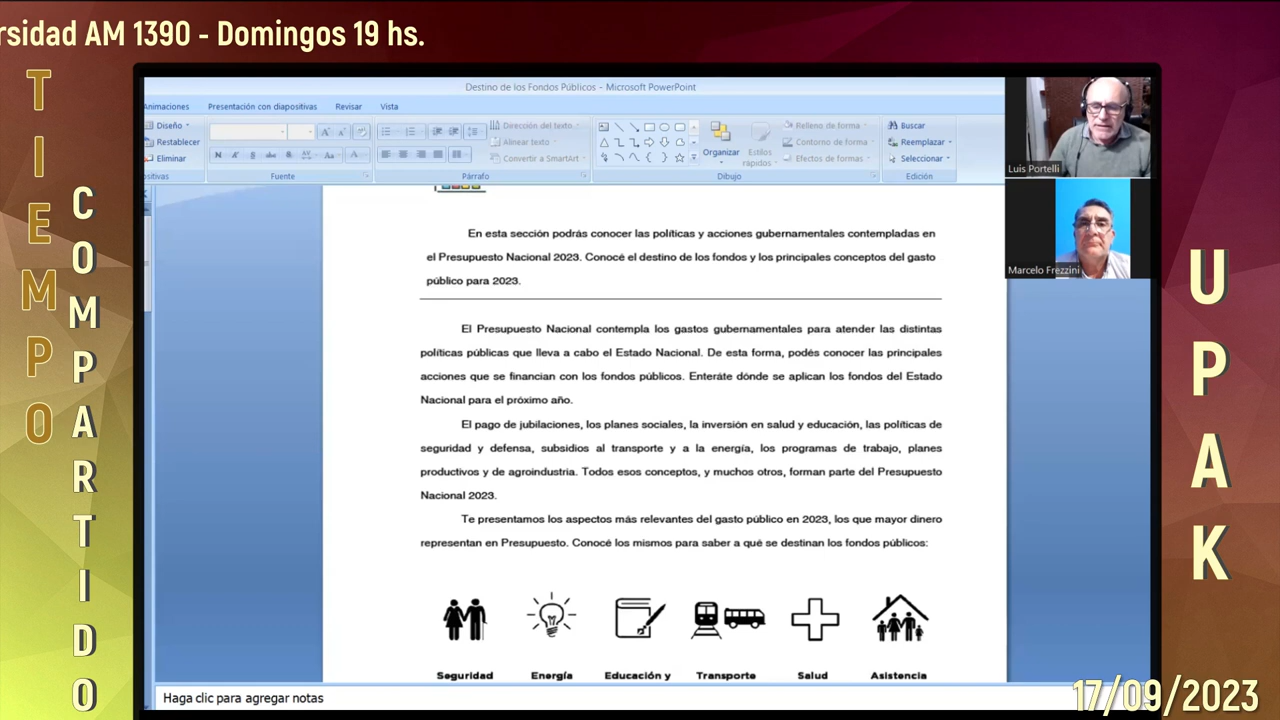 rsidad AM 1390 - Domingos 19 hs.
TIEMPO
COMPARTIDO
UPAK
Destino de los Fondos Públicos - Microsoft PowerPoint
Animaciones Presentación con diapositivas Revisar Vista
Diseño
Restablecer
Eliminar
ositivas
Fuente
Dirección del texto
Alinear texto
Convertir a SmartArt
Párrafo
Organizar
Estilos
rápidos
Relleno de forma
Contorno de forma
Efectos de formas
Dibujo
Buscar
Reemplazar
Seleccionar
Edición
Luis Portelli
Marcelo Frezzini
En esta sección podrás conocer las políticas y acciones gubernamentales contempladas en
el Presupuesto Nacional 2023. Conocé el destino de los fondos y los principales conceptos del gasto
público para 2023.
El Presupuesto Nacional contempla los gastos gubernamentales para atender las distintas
políticas públicas que lleva a cabo el Estado Nacional. De esta forma, podés conocer las principales
acciones que se financian con los fondos públicos. Enteráte dónde se aplican los fondos del Estado
Nacional para el próximo año.
El pago de jubilaciones, los planes sociales, la inversión en salud y educación, las políticas de
seguridad y defensa, subsidios al transporte y a la energía, los programas de trabajo, planes
productivos y de agroindustria. Todos esos conceptos, y muchos otros, forman parte del Presupuesto
Nacional 2023.
Te presentamos los aspectos más relevantes del gasto público en 2023, los que mayor dinero
representan en Presupuesto. Conocé los mismos para saber a qué se destinan los fondos públicos:
Seguridad Energía Educación y Transporte Salud Asistencia
Haga clic para agregar notas
17/09/2023